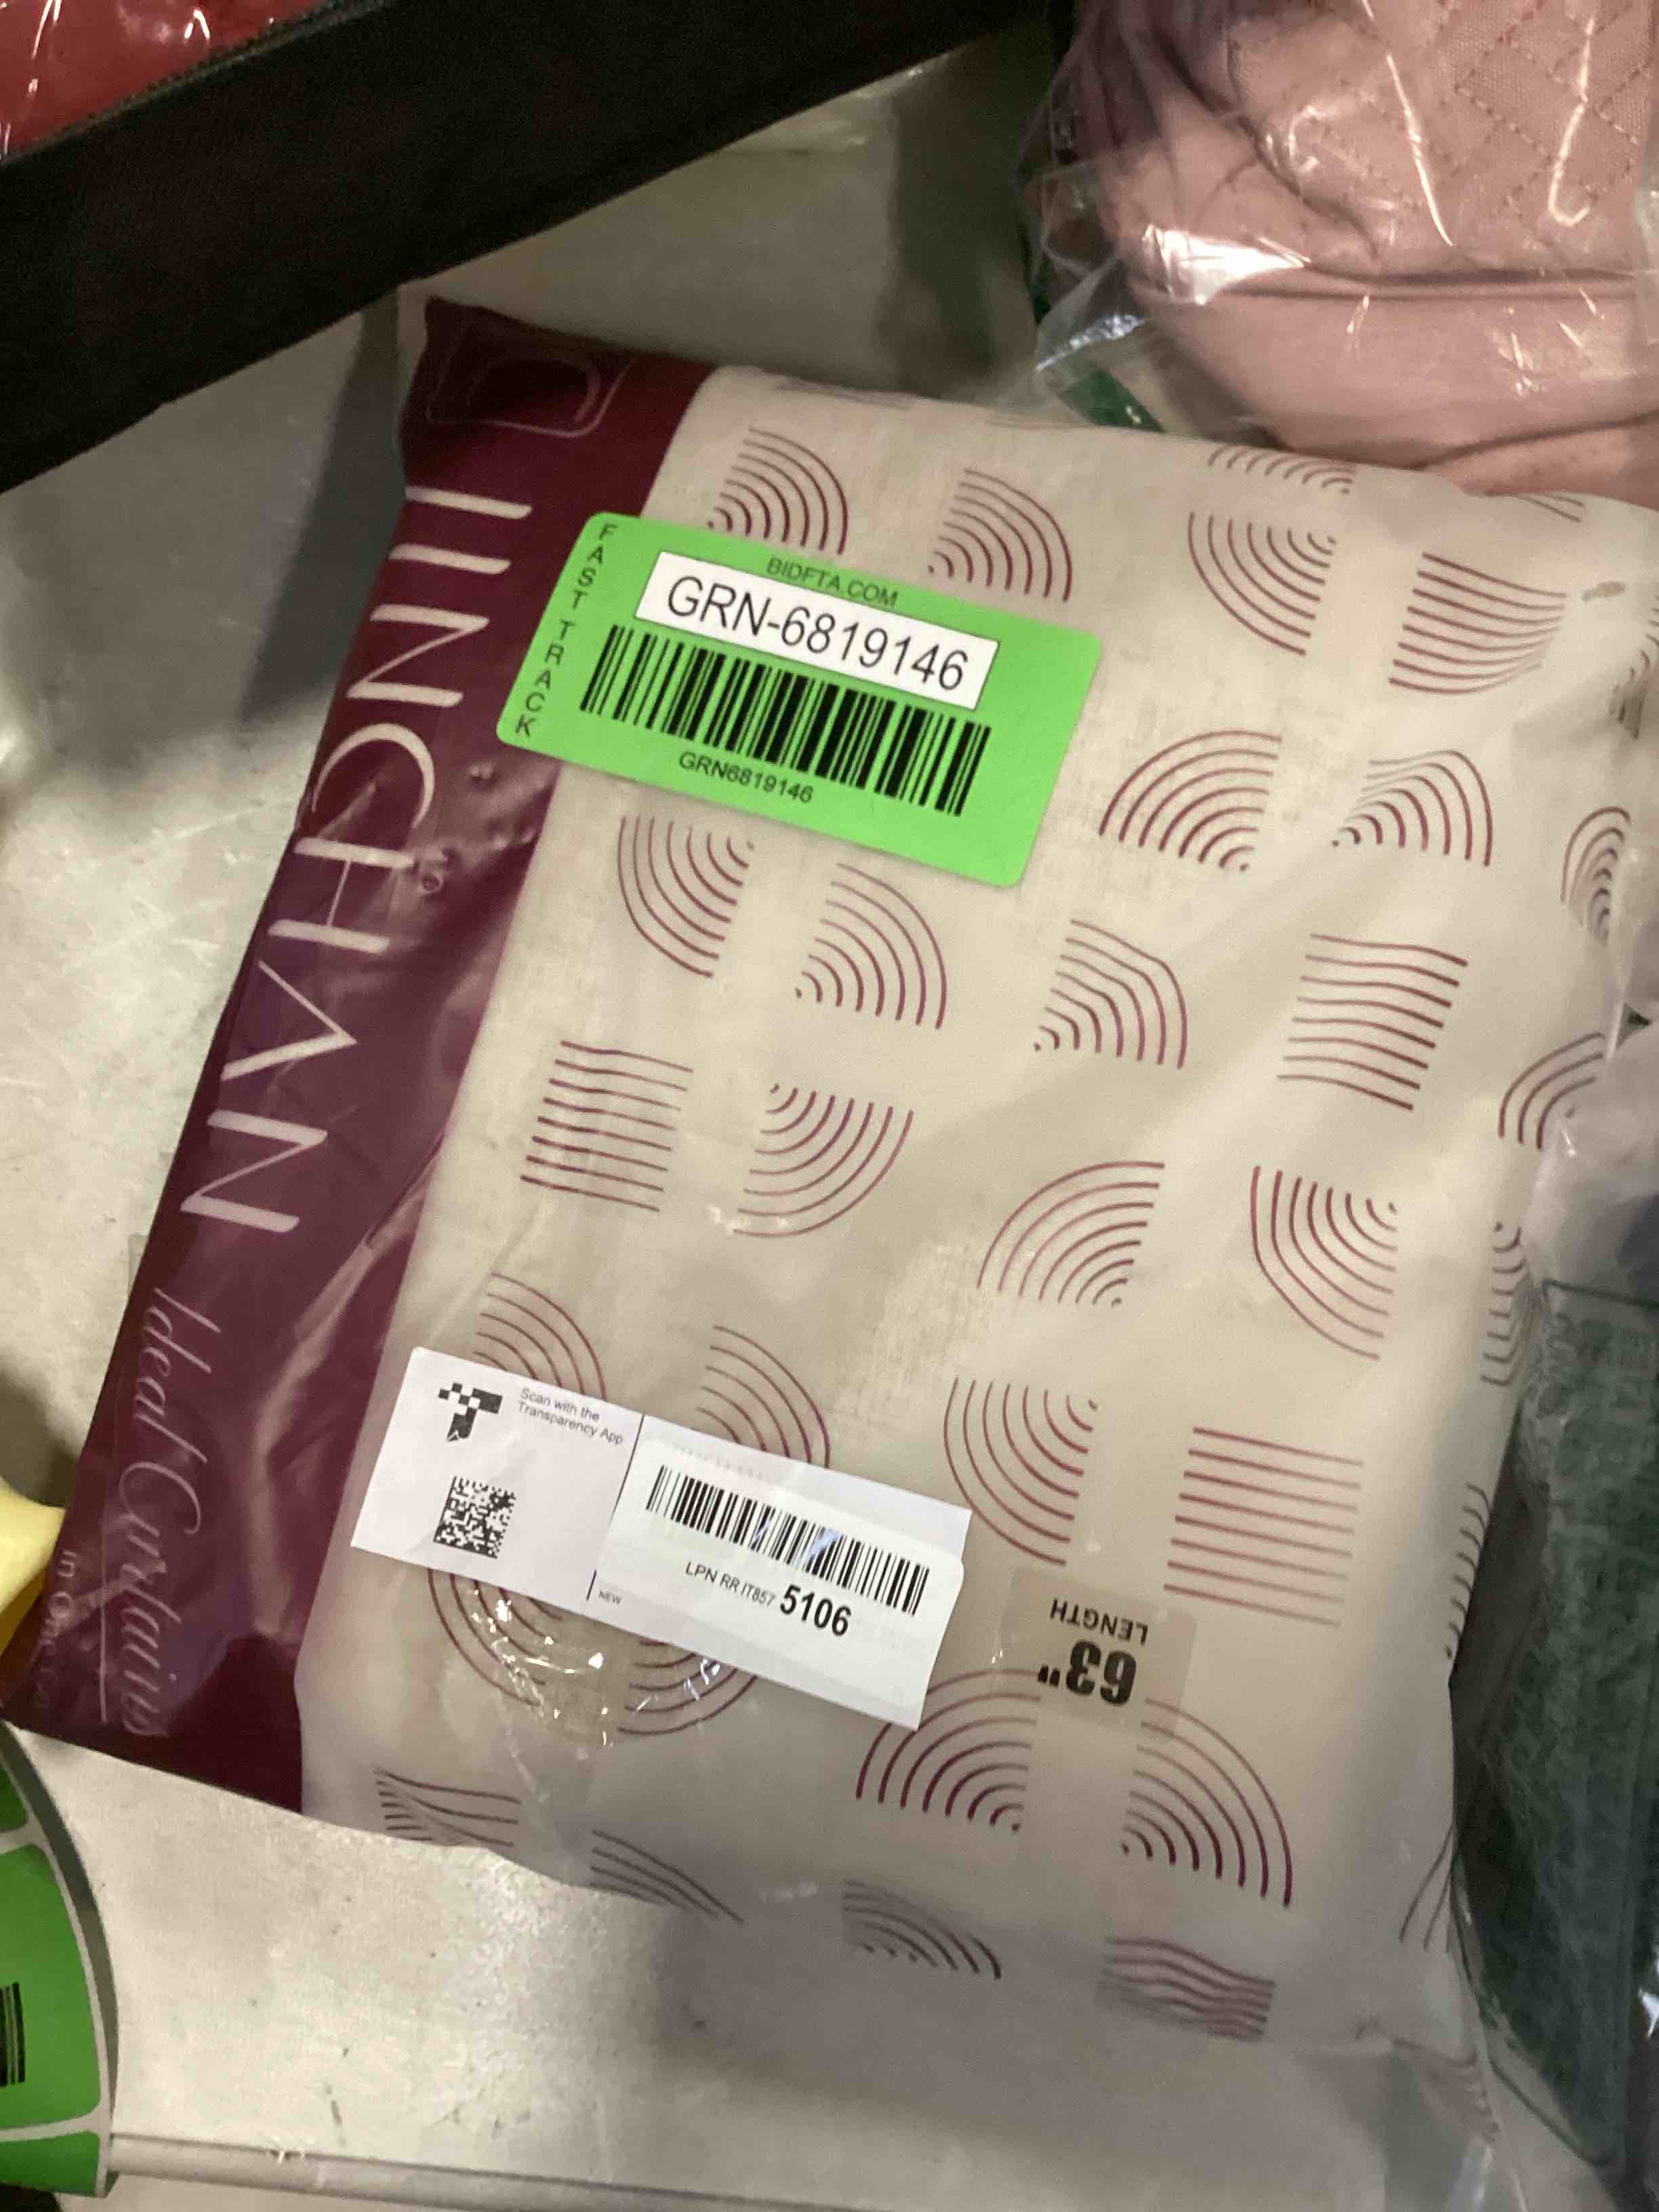 FAST TRACK
BIDFTA.COM
GRN-6819146
GRN6819146
JINCHAN
Ideal Curtains
Scan with the
Transparency App
LPN RR IT857 5106
NEW
63"
LENGTH